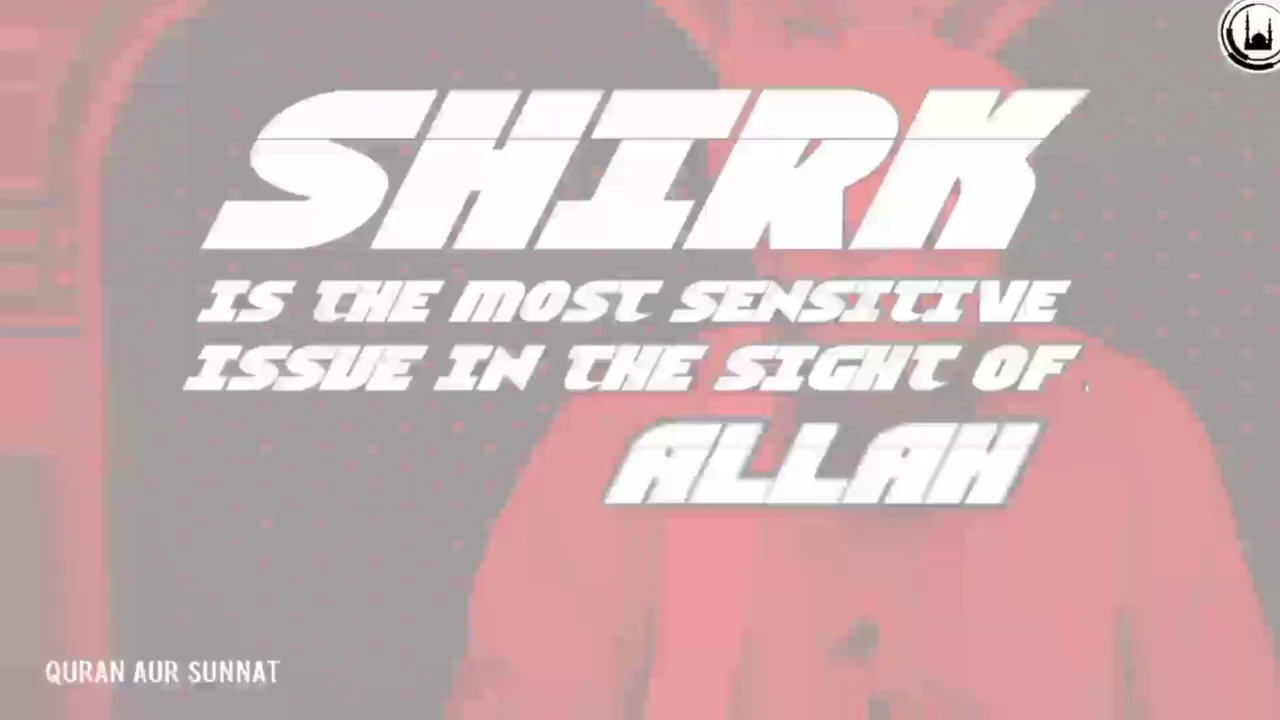 SHIRK
IS THE MOST SENSITIVE
ISSUE IN THE SIGHT OF
ALLAH
QURAN AUR SUNNAT